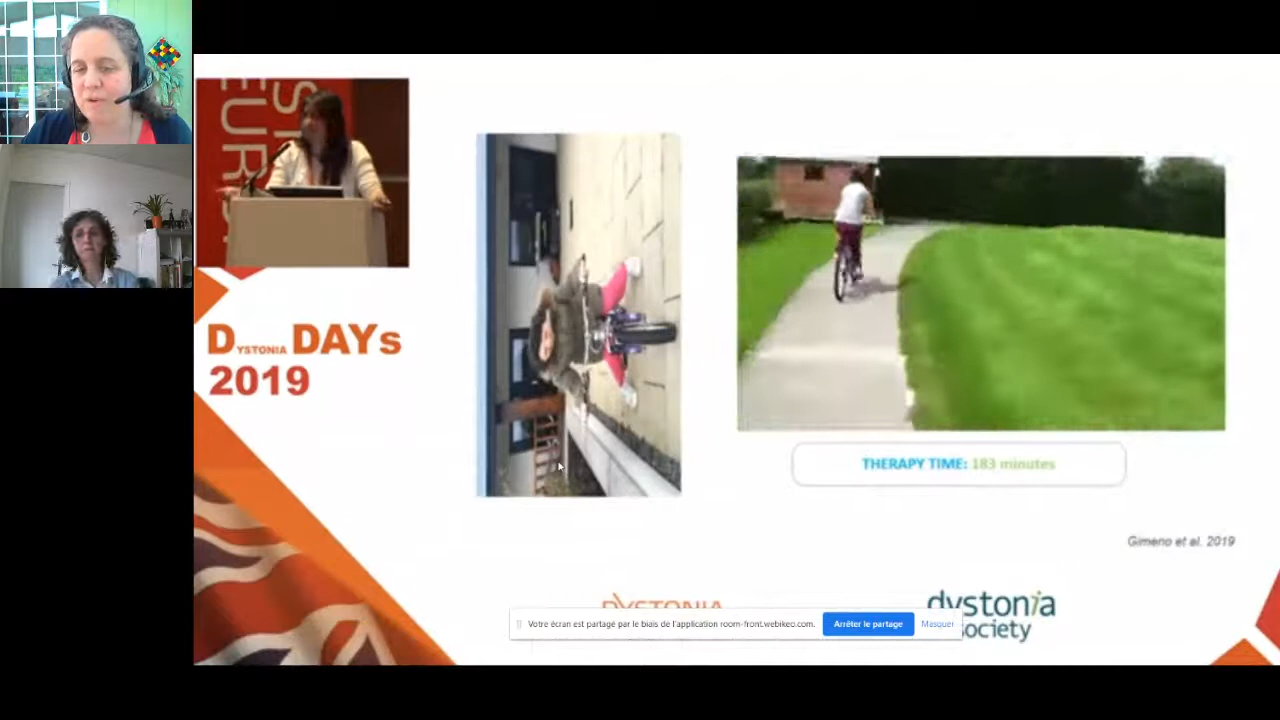 DYSTONIA DAYs
2019
THERAPY TIME: 183 minutes
Gimeno et al. 2019
DYSTONIA
dystonia
society
Votre écran est partagé par le biais de l'application room-front.webikeo.com.
Arrêter le partage
Masquer